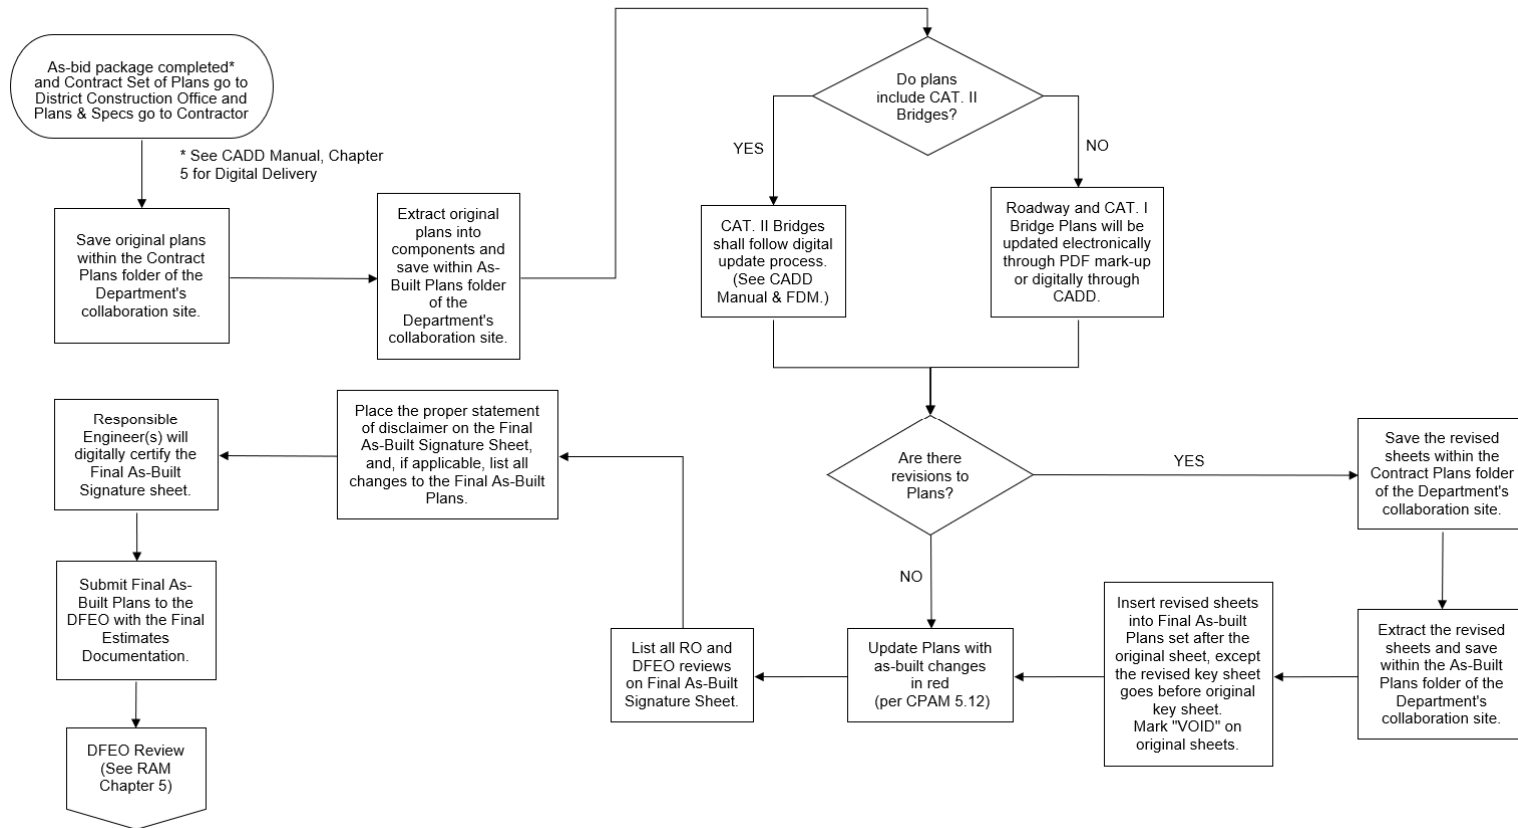 As-bid package completed*
and Contract Set of Plans go to
District Construction Office and
Plans & Specs go to Contractor
* See CADD Manual, Chapter
5 for Digital Delivery
Save original plans
within the Contract
Plans folder of the
Department's
collaboration site.
Extract original
plans into
components and
save within As-
Built Plans folder
of the
Department's
collaboration site.
Do plans
include CAT. II
Bridges?
YES
NO
CAT. II Bridges
shall follow digital
update process.
(See CADD
Manual & FDM.)
Roadway and CAT. I
Bridge Plans will be
updated electronically
through PDF mark-up
or digitally through
CADD.
Are there
revisions to
Plans?
YES
NO
Save the revised
sheets within the
Contract Plans folder
of the Department's
collaboration site.
Extract the revised
sheets and save
within the As-Built
Plans folder of the
Department's
collaboration site.
Insert revised sheets
into Final As-built
Plans set after the
original sheet, except
the revised key sheet
goes before original
key sheet.
Mark "VOID" on
original sheets.
Update Plans with
as-built changes
in red
(per CPAM 5.12)
List all RO and
DFEO reviews
on Final As-Built
Signature Sheet.
Place the proper statement
of disclaimer on the Final
As-Built Signature Sheet,
and, if applicable, list all
changes to the Final As-Built
Plans.
Responsible
Engineer(s) will
digitally certify the
Final As-Built
Signature sheet.
Submit Final As-
Built Plans to the
DFEO with the Final
Estimates
Documentation.
DFEO Review
(See RAM
Chapter 5)